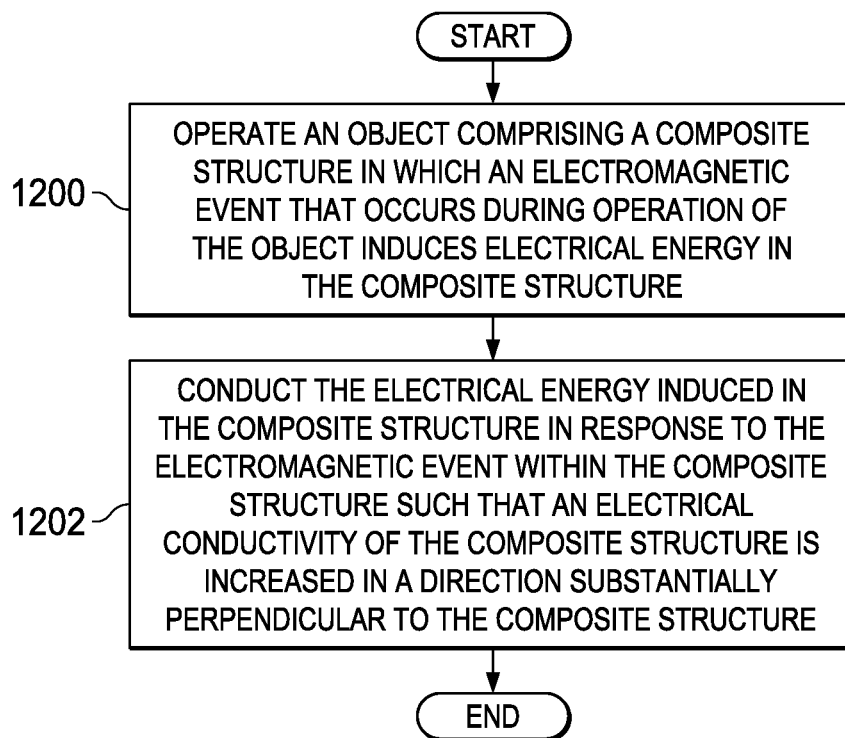 START
1200
OPERATE AN OBJECT COMPRISING A COMPOSITE
STRUCTURE IN WHICH AN ELECTROMAGNETIC
EVENT THAT OCCURS DURING OPERATION OF
THE OBJECT INDUCES ELECTRICAL ENERGY IN
THE COMPOSITE STRUCTURE
1202
CONDUCT THE ELECTRICAL ENERGY INDUCED IN
THE COMPOSITE STRUCTURE IN RESPONSE TO THE
ELECTROMAGNETIC EVENT WITHIN THE COMPOSITE
STRUCTURE SUCH THAT AN ELECTRICAL
CONDUCTIVITY OF THE COMPOSITE STRUCTURE IS
INCREASED IN A DIRECTION SUBSTANTIALLY
PERPENDICULAR TO THE COMPOSITE STRUCTURE
END